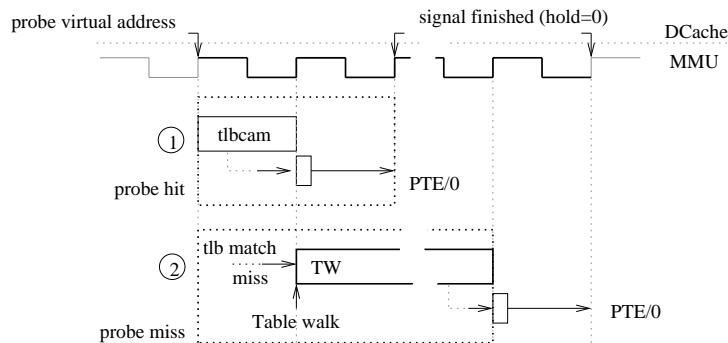 probe virtual address
signal finished (hold=0)
DCache
MMU
1
tlbcam
probe hit
PTE/0
2
tlb match
miss
TW
Table walk
PTE/0
probe miss